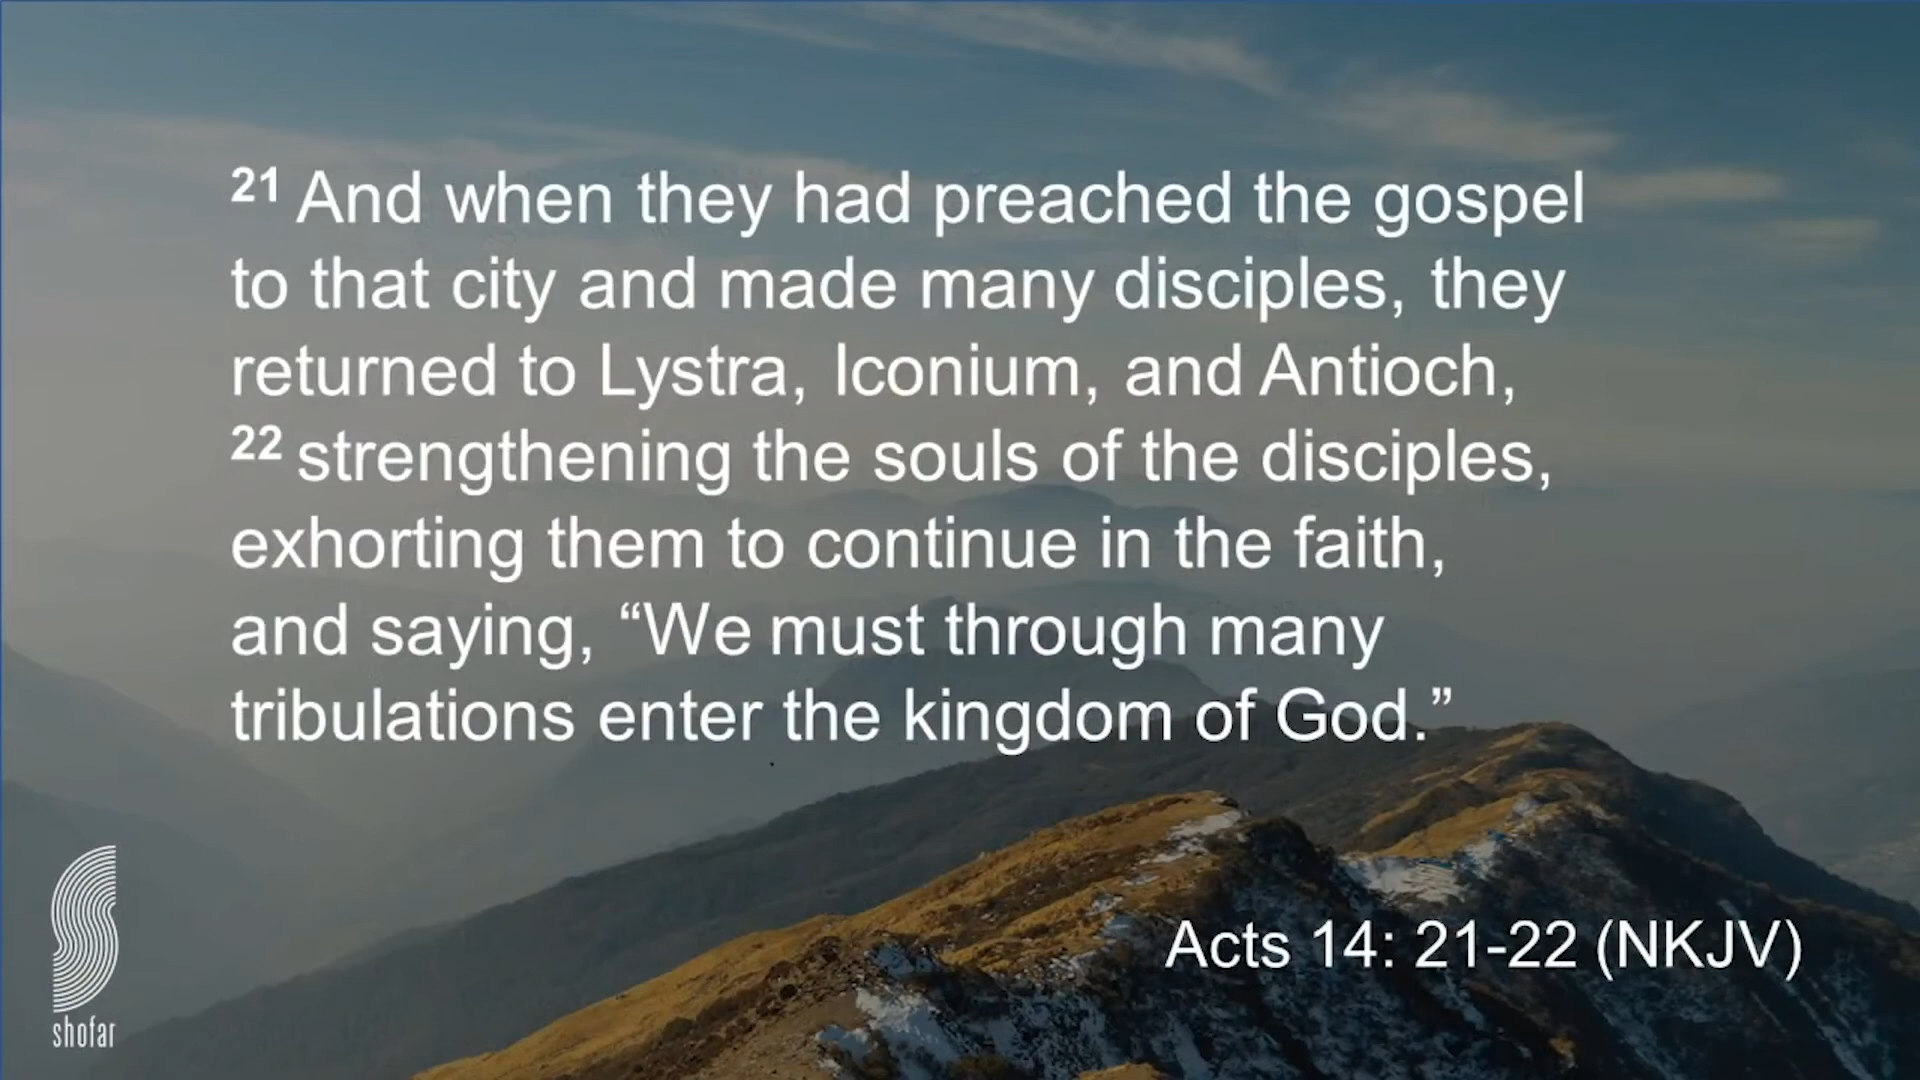 21 And when they had preached the gospel
to that city and made many disciples, they
returned to Lystra, Iconium, and Antioch,
22 strengthening the souls of the disciples,
exhorting them to continue in the faith,
and saying, “We must through many
tribulations enter the kingdom of God.”
Acts 14: 21-22 (NKJV)
shofar